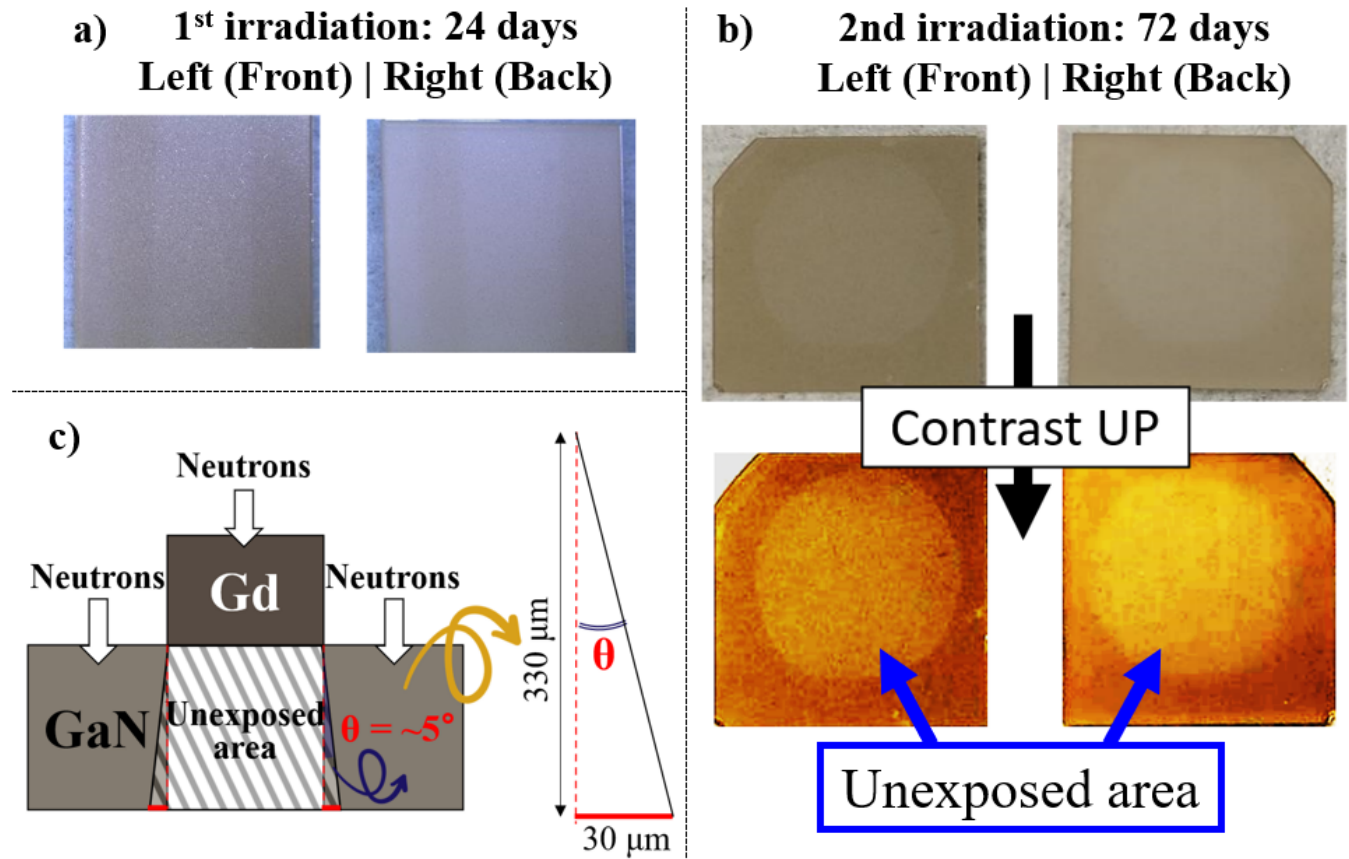 a) 1st irradiation: 24 days
Left (Front) | Right (Back)
b) 2nd irradiation: 72 days
Left (Front) | Right (Back)
Contrast UP
Unexposed area
c)
Neutrons
Neutrons
Neutrons
Gd
GaN
Unexposed
area
θ = ~5°
330 μm
θ
30 μm